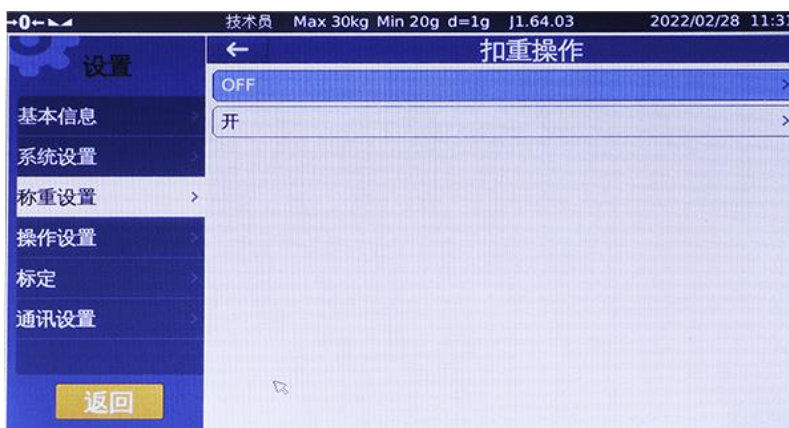 →0← 技术员 Max 30kg Min 20g d=1g J1.64.03 2022/02/28 11:31
设置
← 扣重操作
OFF >
开 >
基本信息 >
系统设置 >
称重设置 >
操作设置 >
标定 >
通讯设置 >
返回